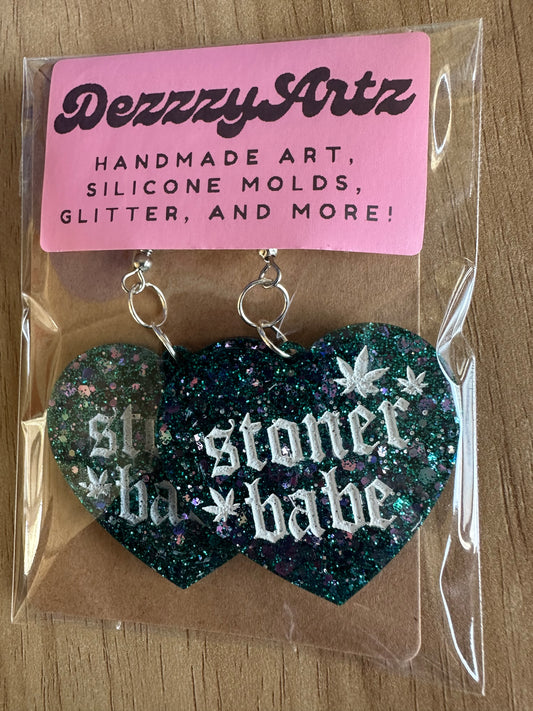 DezzzyArtz
HANDMADE ART,
SILICONE MOLDS,
GLITTER, AND MORE!
stoner
babe